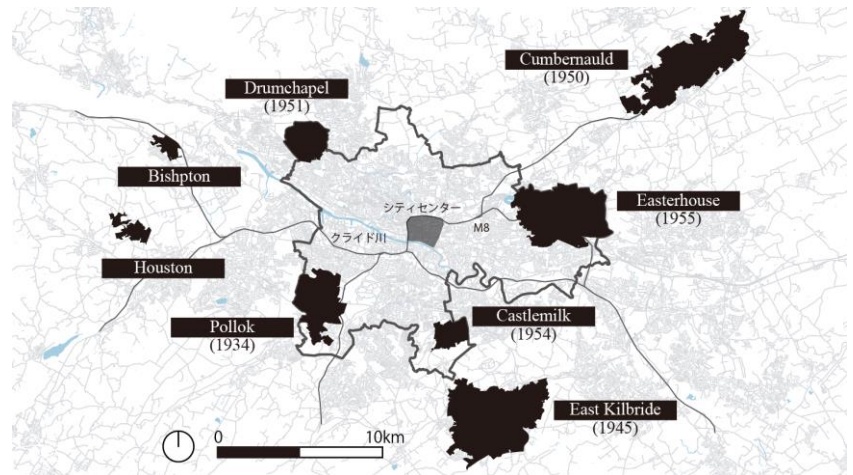 Cumbernauld
(1950)
Drumchapel
(1951)
Bishpton
シティセンター
Easterhouse
(1955)
M8
クライド川
Houston
Castlemilk
(1954)
Pollok
(1934)
East Kilbride
(1945)
0
10km